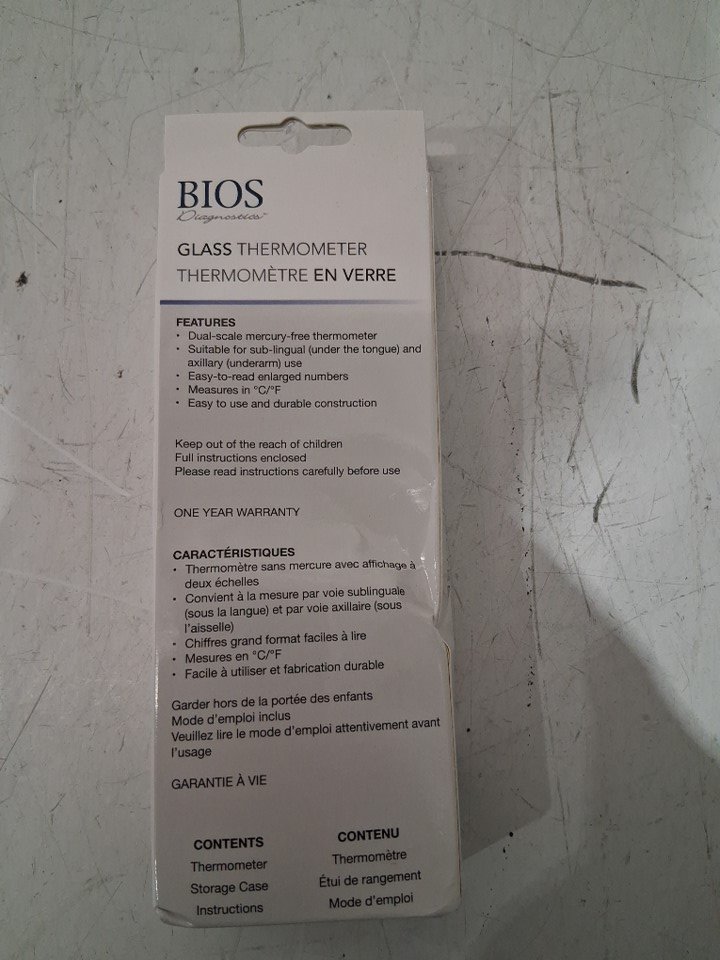 BIOS
Diagnostics™
GLASS THERMOMETER
THERMOMÈTRE EN VERRE
FEATURES
• Dual-scale mercury-free thermometer
• Suitable for sub-lingual (under the tongue) and
axillary (underarm) use
• Easy-to-read enlarged numbers
• Measures in °C/°F
• Easy to use and durable construction
Keep out of the reach of children
Full instructions enclosed
Please read instructions carefully before use
ONE YEAR WARRANTY
CARACTÉRISTIQUES
• Thermomètre sans mercure avec affichage à
deux échelles
• Convient à la mesure par voie sublinguale
(sous la langue) et par voie axillaire (sous
l'aisselle)
• Chiffres grand format faciles à lire
• Mesures en °C/°F
• Facile à utiliser et fabrication durable
Garder hors de la portée des enfants
Mode d'emploi inclus
Veuillez lire le mode d'emploi attentivement avant
l'usage
GARANTIE À VIE
CONTENTS
Thermometer
Storage Case
Instructions
CONTENU
Thermomètre
Étui de rangement
Mode d'emploi